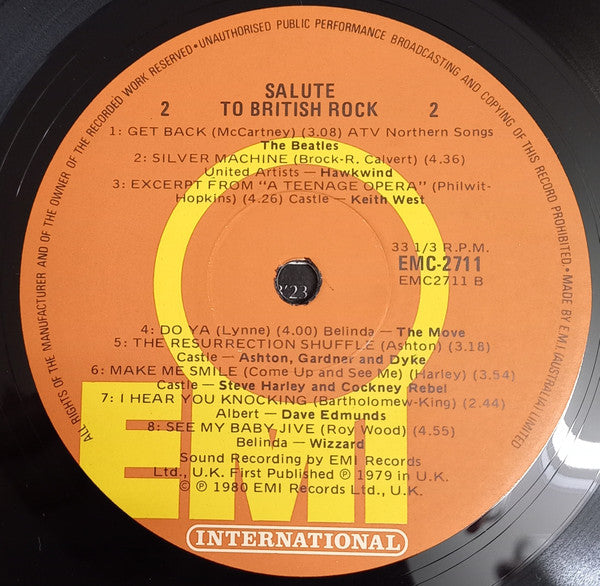 ALL RIGHTS OF THE MANUFACTURER AND OF THE OWNER OF THE RECORDED WORK RESERVED•UNAUTHORISED PUBLIC PERFORMANCE BROADCASTING AND COPYING OF THIS RECORD PROHIBITED•MADE BY E.M.I. (AUSTRALIA) LIMITED
SALUTE
2 TO BRITISH ROCK 2
1: GET BACK (McCartney) (3.08) ATV Northern Songs
The Beatles
2: SILVER MACHINE (Brock-R. Calvert) (4.36)
United Artists – Hawkwind
3: EXCERPT FROM "A TEENAGE OPERA" (Philwit-
Hopkins) (4.26) Castle – Keith West
33 1/3 R.P.M.
EMC-2711
EMC2711 B
4: DO YA (Lynne) (4.00) Belinda – The Move
5: THE RESURRECTION SHUFFLE (Ashton) (3.18)
Castle – Ashton, Gardner and Dyke
6: MAKE ME SMILE (Come Up and See Me) (Harley) (3.54)
Castle – Steve Harley and Cockney Rebel
7: I HEAR YOU KNOCKING (Bartholomew-King) (2.44)
Albert – Dave Edmunds
8: SEE MY BABY JIVE (Roy Wood) (4.55)
Belinda – Wizzard
Sound Recording by EMI Records
Ltd., U.K. First Published ℗ 1979 in U.K.
© ℗ 1980 EMI Records Ltd., U.K.
EMI
INTERNATIONAL